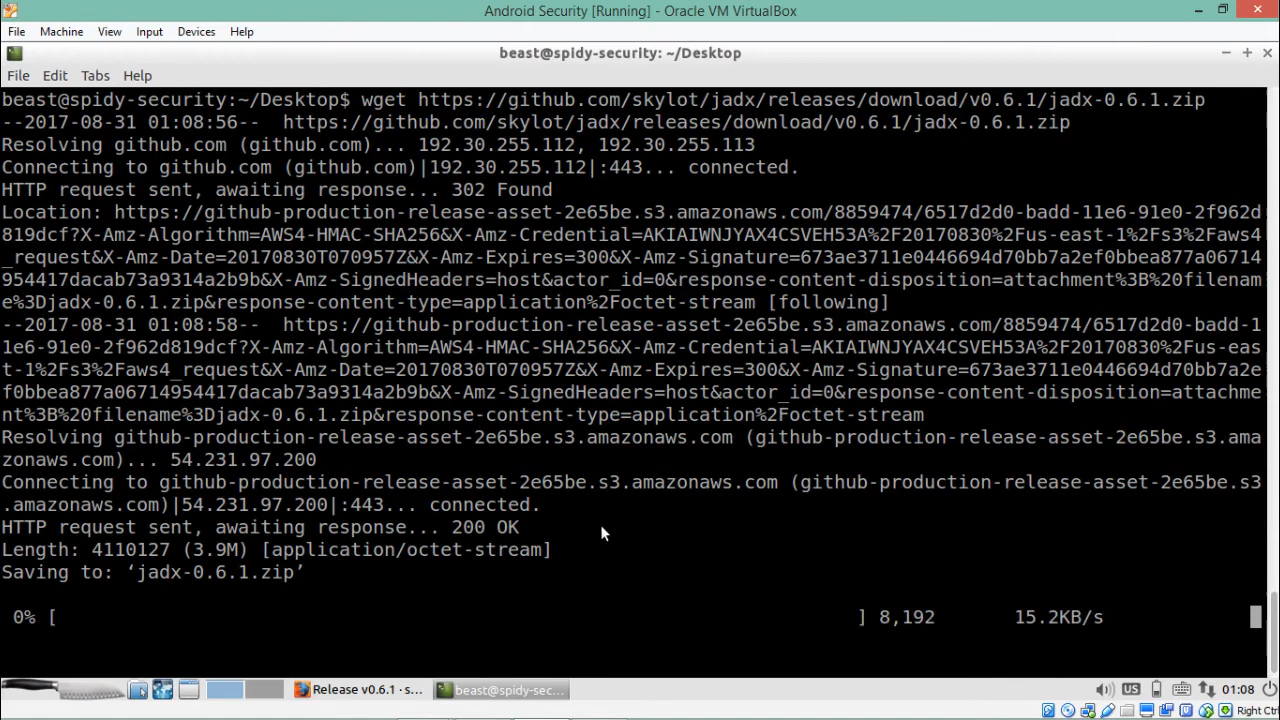 Android Security [Running] - Oracle VM VirtualBox
File Machine View Input Devices Help
beast@spidy-security: ~/Desktop
File Edit Tabs Help
beast@spidy-security:~/Desktop$ wget https://github.com/skylot/jadx/releases/download/v0.6.1/jadx-0.6.1.zip
--2017-08-31 01:08:56-- https://github.com/skylot/jadx/releases/download/v0.6.1/jadx-0.6.1.zip
Resolving github.com (github.com)... 192.30.255.112, 192.30.255.113
Connecting to github.com (github.com)|192.30.255.112|:443... connected.
HTTP request sent, awaiting response... 302 Found
Location: https://github-production-release-asset-2e65be.s3.amazonaws.com/8859474/6517d2d0-badd-11e6-91e0-2f962d
819dcf?X-Amz-Algorithm=AWS4-HMAC-SHA256&X-Amz-Credential=AKIAIWNJYAX4CSVEH53A%2F20170830%2Fus-east-1%2Fs3%2Faws4
_request&X-Amz-Date=20170830T070957Z&X-Amz-Expires=300&X-Amz-Signature=673ae3711e0446694d70bb7a2ef0bbea877a06714
954417dacab73a9314a2b9b&X-Amz-SignedHeaders=host&actor_id=0&response-content-disposition=attachment%3B%20filenam
e%3Djadx-0.6.1.zip&response-content-type=application%2Foctet-stream [following]
--2017-08-31 01:08:58-- https://github-production-release-asset-2e65be.s3.amazonaws.com/8859474/6517d2d0-badd-1
1e6-91e0-2f962d819dcf?X-Amz-Algorithm=AWS4-HMAC-SHA256&X-Amz-Credential=AKIAIWNJYAX4CSVEH53A%2F20170830%2Fus-eas
t-1%2Fs3%2Faws4_request&X-Amz-Date=20170830T070957Z&X-Amz-Expires=300&X-Amz-Signature=673ae3711e0446694d70bb7a2e
f0bbea877a06714954417dacab73a9314a2b9b&X-Amz-SignedHeaders=host&actor_id=0&response-content-disposition=attachme
nt%3B%20filename%3Djadx-0.6.1.zip&response-content-type=application%2Foctet-stream
Resolving github-production-release-asset-2e65be.s3.amazonaws.com (github-production-release-asset-2e65be.s3.ama
zonaws.com)... 54.231.97.200
Connecting to github-production-release-asset-2e65be.s3.amazonaws.com (github-production-release-asset-2e65be.s3
.amazonaws.com)|54.231.97.200|:443... connected.
HTTP request sent, awaiting response... 200 OK
Length: 4110127 (3.9M) [application/octet-stream]
Saving to: ‘jadx-0.6.1.zip’
0% [ ] 8,192 15.2KB/s
Release v0.6.1 · s... beast@spidy-sec... US 01:08
Right Ctrl